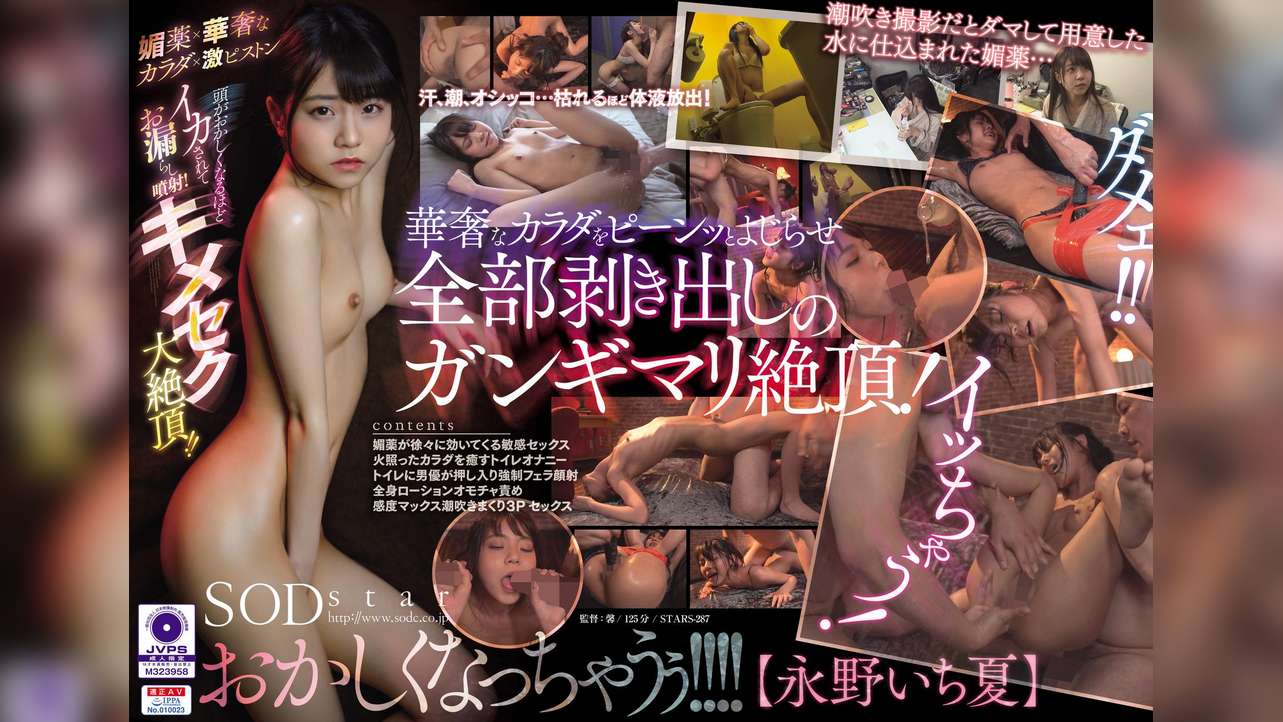 媚薬×華奢な
カラダ×激ピストン
頭がおかしくなるほど
イカされて
お漏らし噴射!
キメセク
大絶頂!!
汗、潮、オシッコ…枯れるほど体液放出!
潮吹き撮影だとダマして用意した
水に仕込まれた媚薬…
ダメェ!!
華奢なカラダをピーンッとよじらせ
全部剥き出しの
ガンギマリ絶頂!
イッちゃう!
contents
媚薬が徐々に効いてくる敏感セックス
火照ったカラダを癒すトイレオナニー
トイレに男優が押し入り強制フェラ顔射
全身ローションオモチャ責め
感度マックス潮吹きまくり3Pセックス
SODstar
http://www.sodc.co.jp
監督:馨/125分/STARS-287
おかしくなっちゃうぅ!!!!【永野いち夏】
JVPS
成人指定
M323958
適正AV
IPPA
No.010023